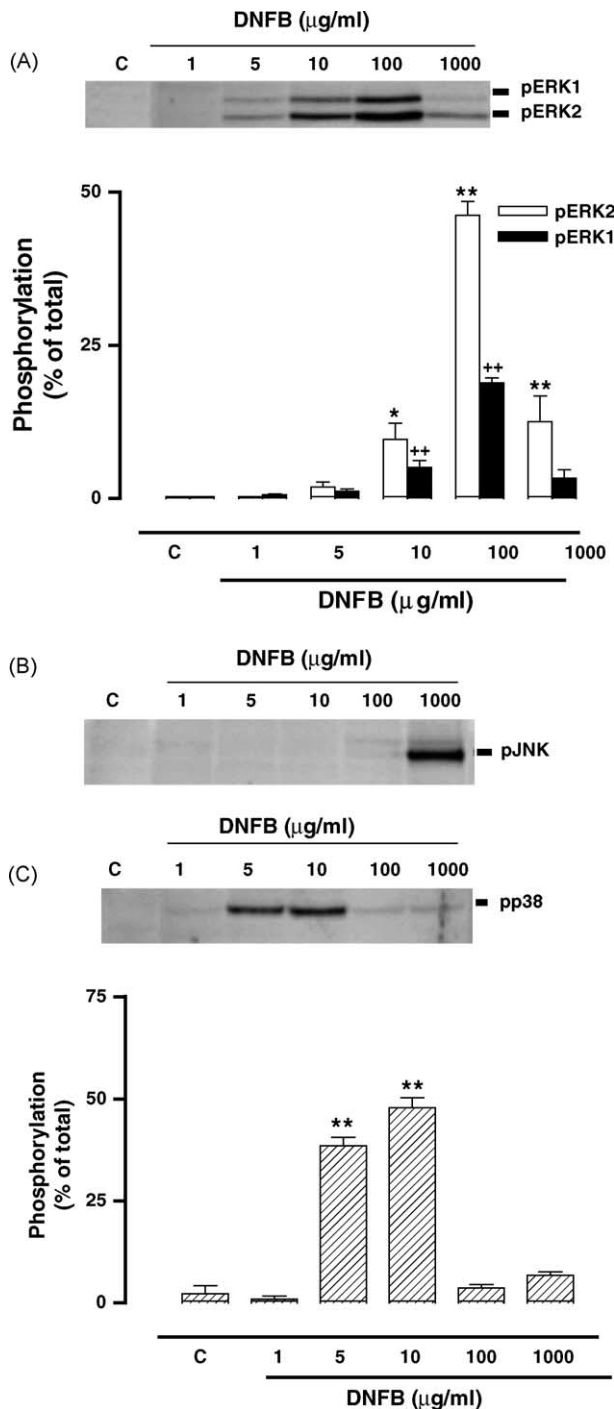 DNFB (μg/ml)
(A)
C 1 5 10 100 1000
pERK1
pERK2
50
**
pERK2
pERK1
25
Phosphorylation
(% of total)
++
**
*
++
0
C 1 5 10 100 1000
DNFB (μg/ml)
(B)
DNFB (μg/ml)
C 1 5 10 100 1000
pJNK
DNFB (μg/ml)
(C)
C 1 5 10 100 1000
pp38
75
50
**
**
Phosphorylation
(% of total)
25
0
C 1 5 10 100 1000
DNFB (μg/ml)